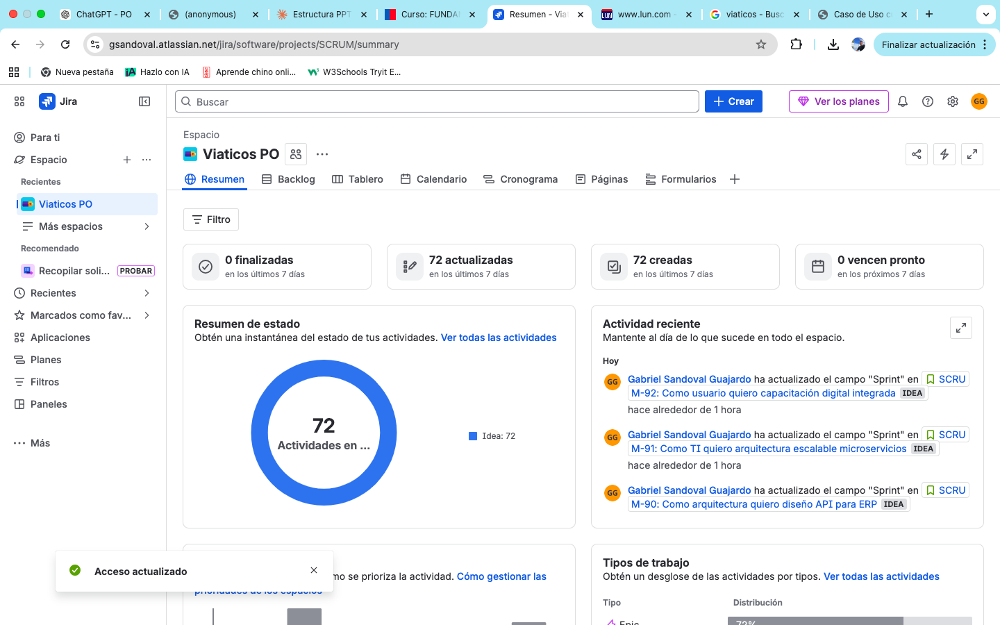 ChatGPT - PO
(anonymous)
Estructura PPT
Curso: FUNDA
Resumen - Via
www.lun.com -
viaticos - Bus
Caso de Uso c
gsandoval.atlassian.net/jira/software/projects/SCRUM/summary
Finalizar actualización
Nueva pestaña
Hazlo con IA
Aprende chino onli...
W3Schools Tryit E...
Jira
Buscar
Crear
Ver los planes
GG
Para ti
Espacio
Recientes
Viaticos PO
Más espacios
Recomendado
Recopilar soli... PROBAR
Recientes
Marcados como fav...
Aplicaciones
Planes
Filtros
Paneles
Más
Espacio
Viaticos PO
Resumen
Backlog
Tablero
Calendario
Cronograma
Páginas
Formularios
Filtro
0 finalizadas
en los últimos 7 días
72 actualizadas
en los últimos 7 días
72 creadas
en los últimos 7 días
0 vencen pronto
en los próximos 7 días
Resumen de estado
Obtén una instantánea del estado de tus actividades. Ver todas las actividades
72
Actividades en ...
Idea: 72
Actividad reciente
Mantente al día de lo que sucede en todo el espacio.
Hoy
GG
Gabriel Sandoval Guajardo ha actualizado el campo "Sprint" en SCRU
M-92: Como usuario quiero capacitación digital integrada IDEA
hace alrededor de 1 hora
GG
Gabriel Sandoval Guajardo ha actualizado el campo "Sprint" en SCRU
M-91: Como TI quiero arquitectura escalable microservicios IDEA
hace alrededor de 1 hora
GG
Gabriel Sandoval Guajardo ha actualizado el campo "Sprint" en SCRU
M-90: Como arquitectura quiero diseño API para ERP IDEA
Acceso actualizado
mo se prioriza la actividad. Cómo gestionar las
prioridades de los espacios
Tipos de trabajo
Obtén un desglose de las actividades por tipos. Ver todas las actividades
Tipo
Distribución
Epic
72%